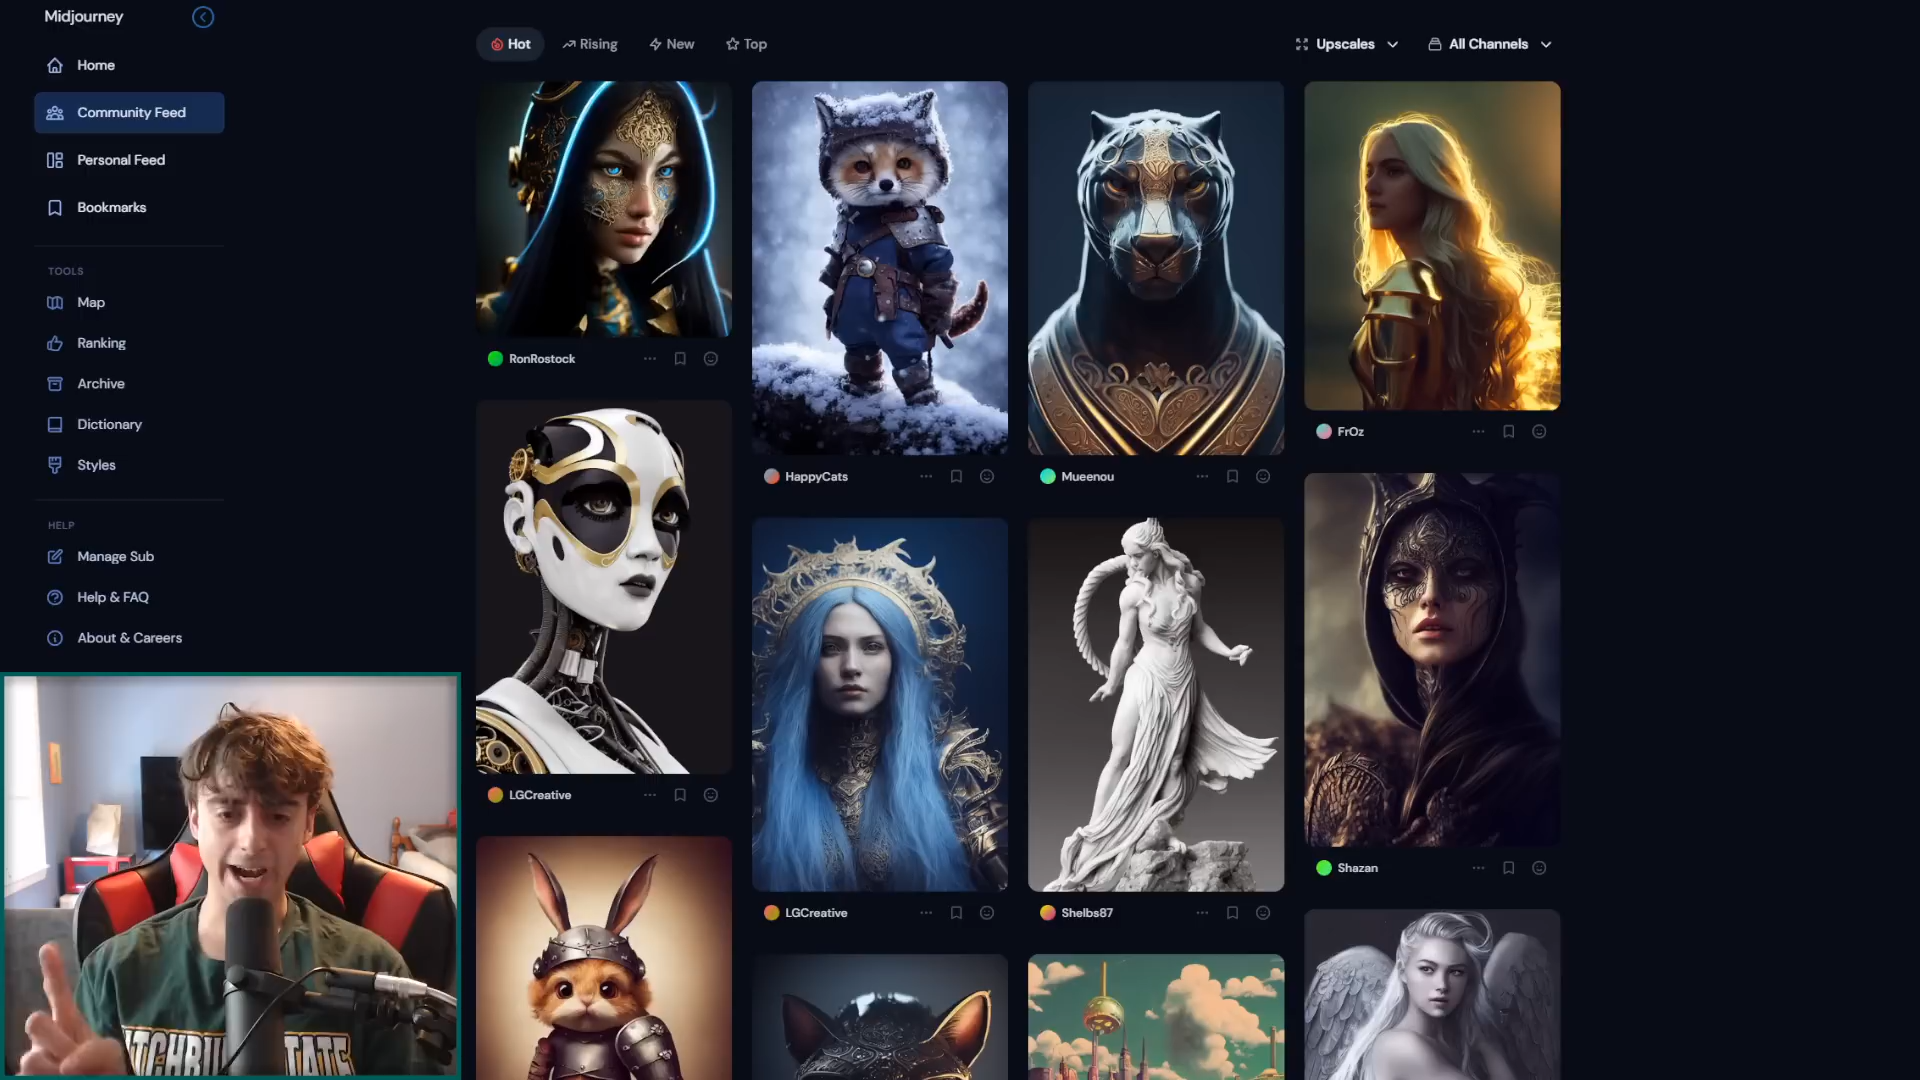 Midjourney
Home
Community Feed
Personal Feed
Bookmarks
TOOLS
Map
Ranking
Archive
Dictionary
Styles
HELP
Manage Sub
Help & FAQ
About & Careers
Hot
Rising
New
Top
Upscales
All Channels
RonRostock
HappyCats
Mueenou
FrOz
LGCreative
LGCreative
Shelbs87
Shazan